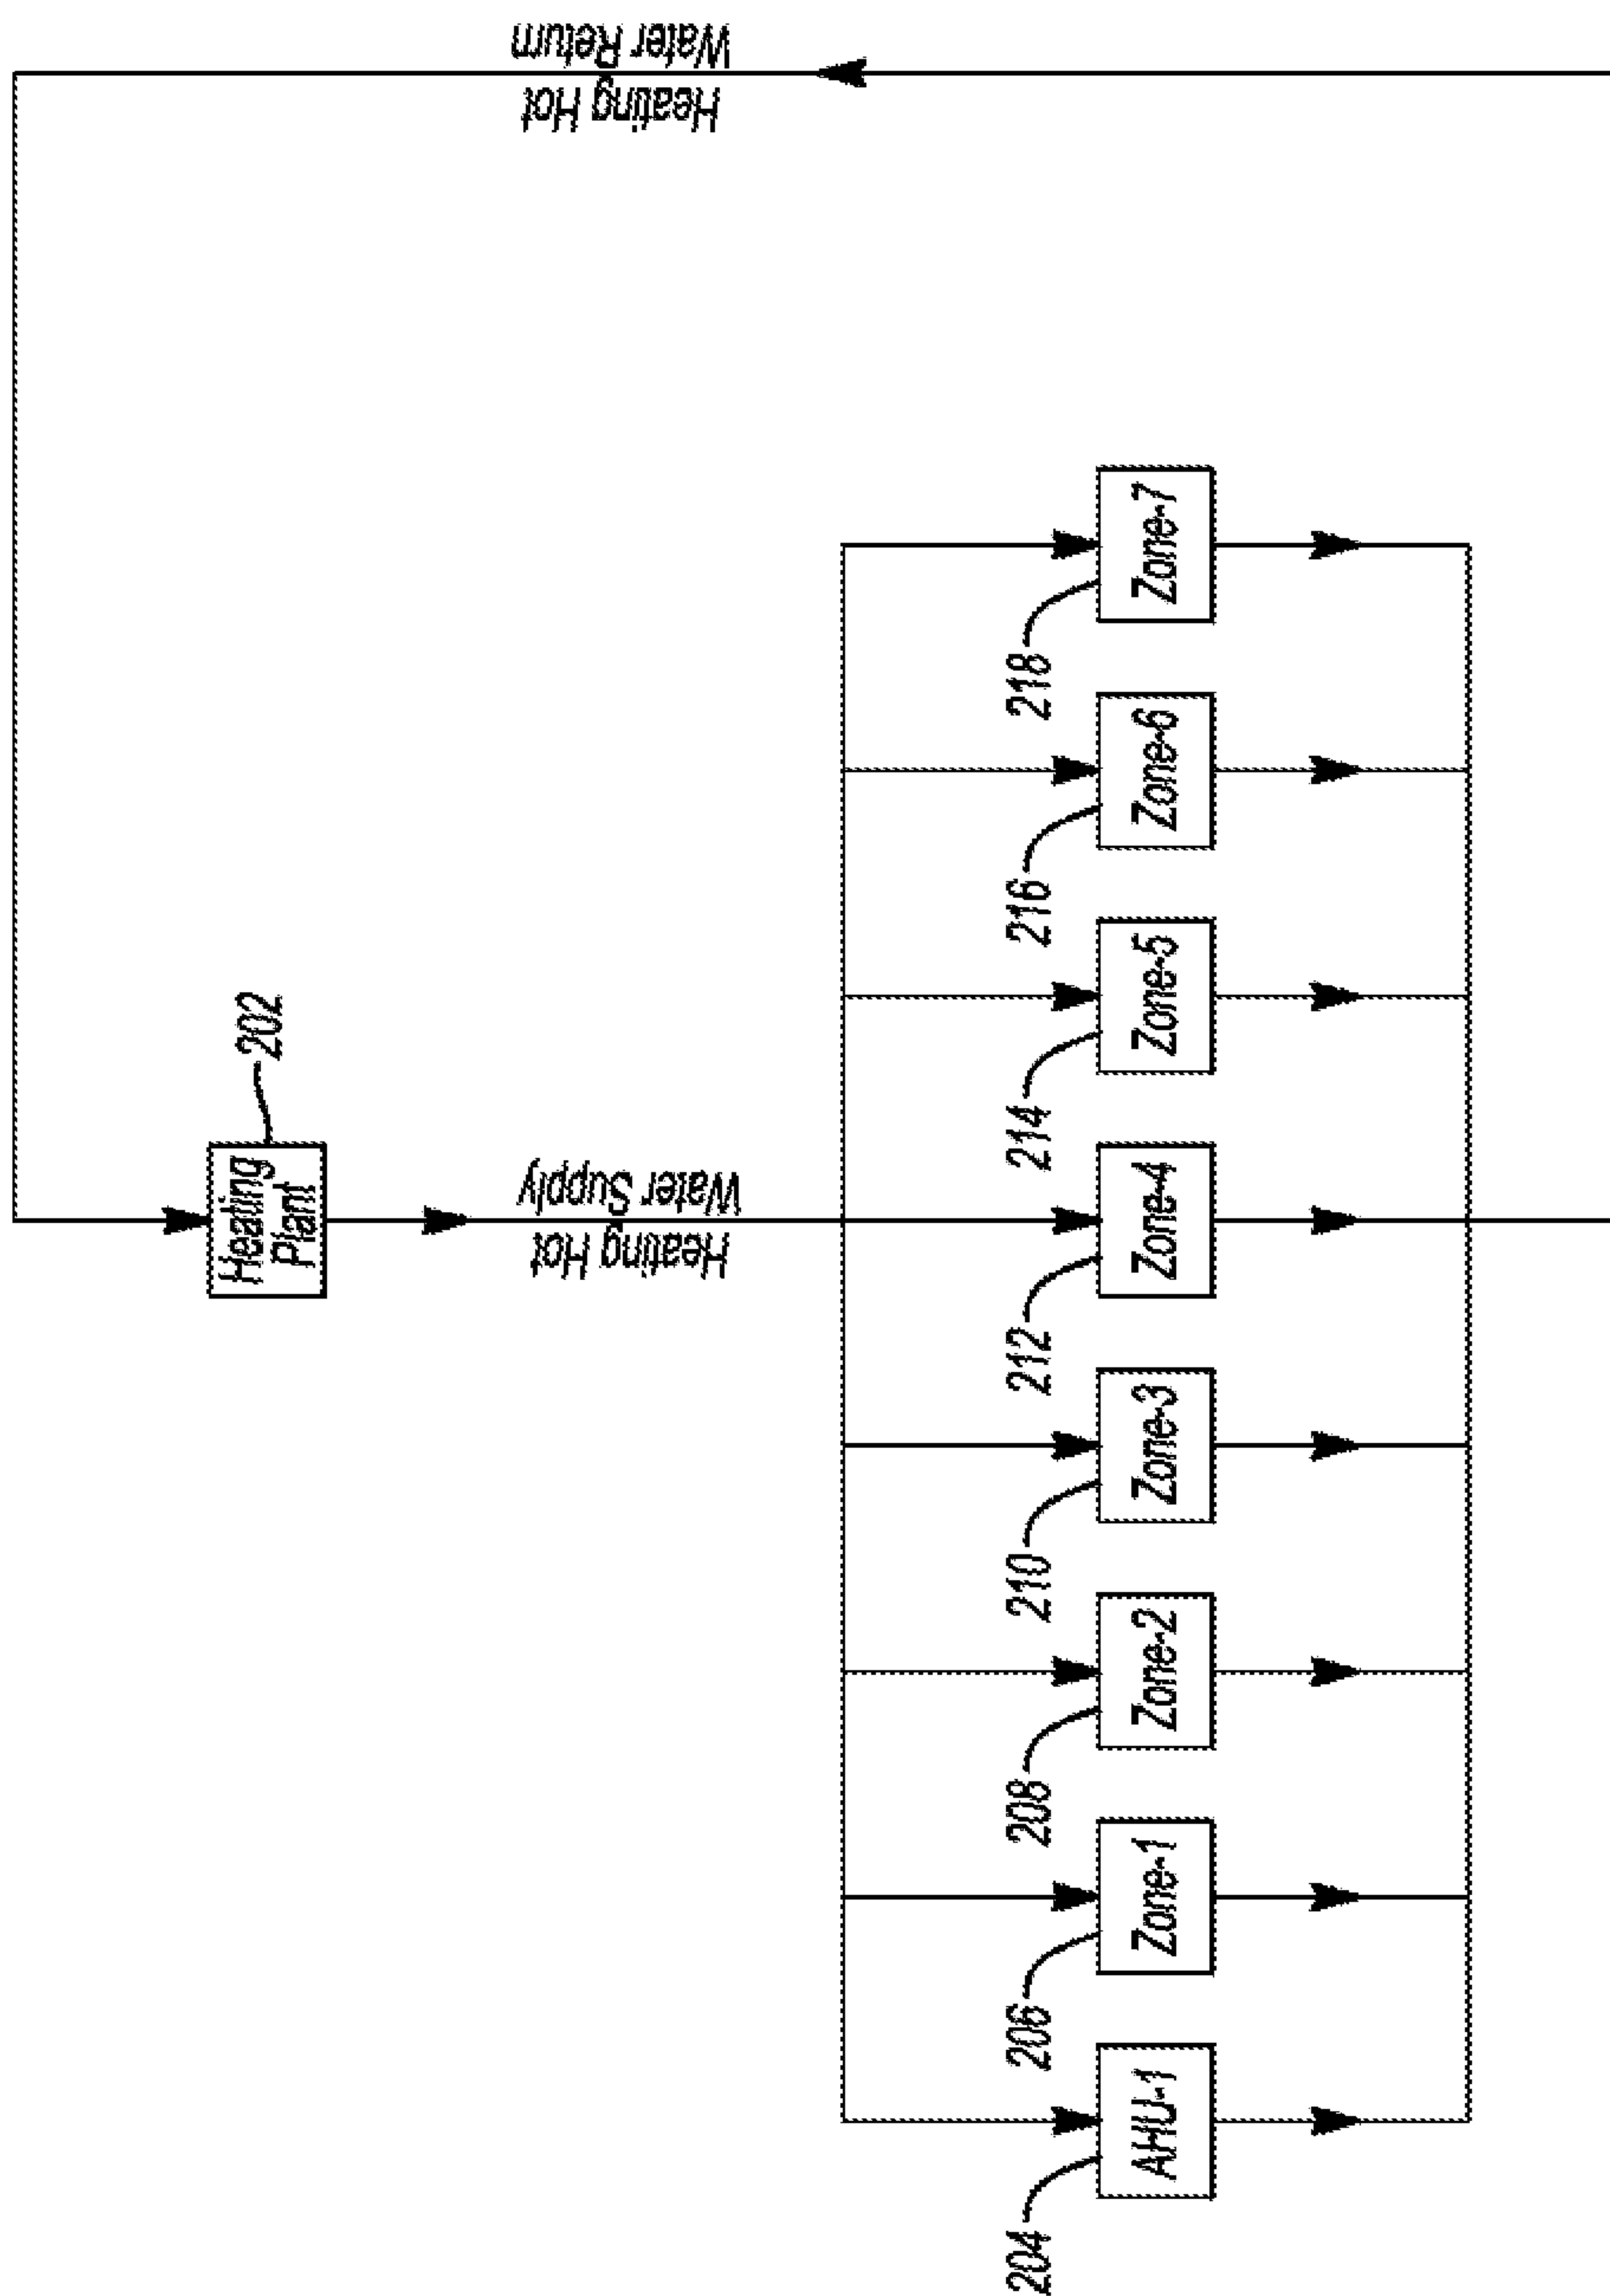 Heating
Plant
202
Water Supply
Heating Hot
Water Return
Heating Hot
204
AHU-1
206
Zone-1
208
Zone-2
210
Zone-3
212
Zone-4
214
Zone-5
216
Zone-6
218
Zone-7